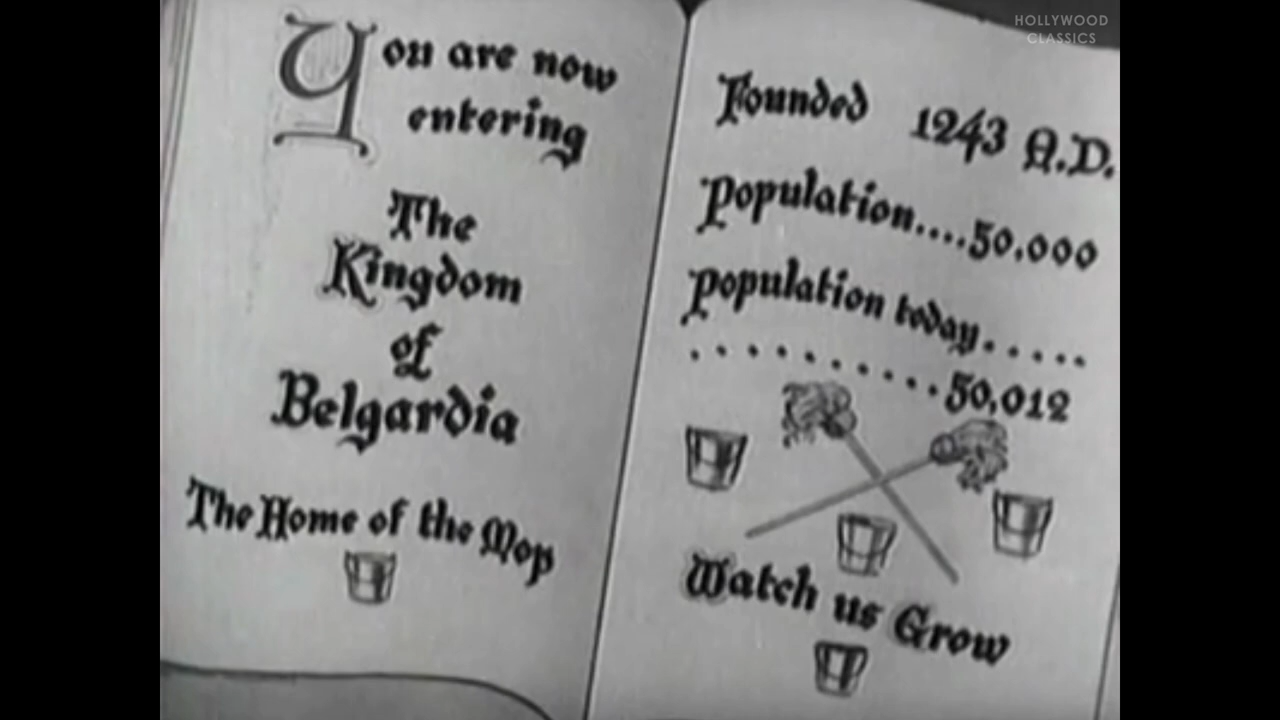 You are now
entering
The
Kingdom
of
Belgardia
The Home of the Mop
Founded 1243 A.D.
Population....50,000
Population today.....
..........50,012
Watch us Grow
HOLLYWOOD
CLASSICS